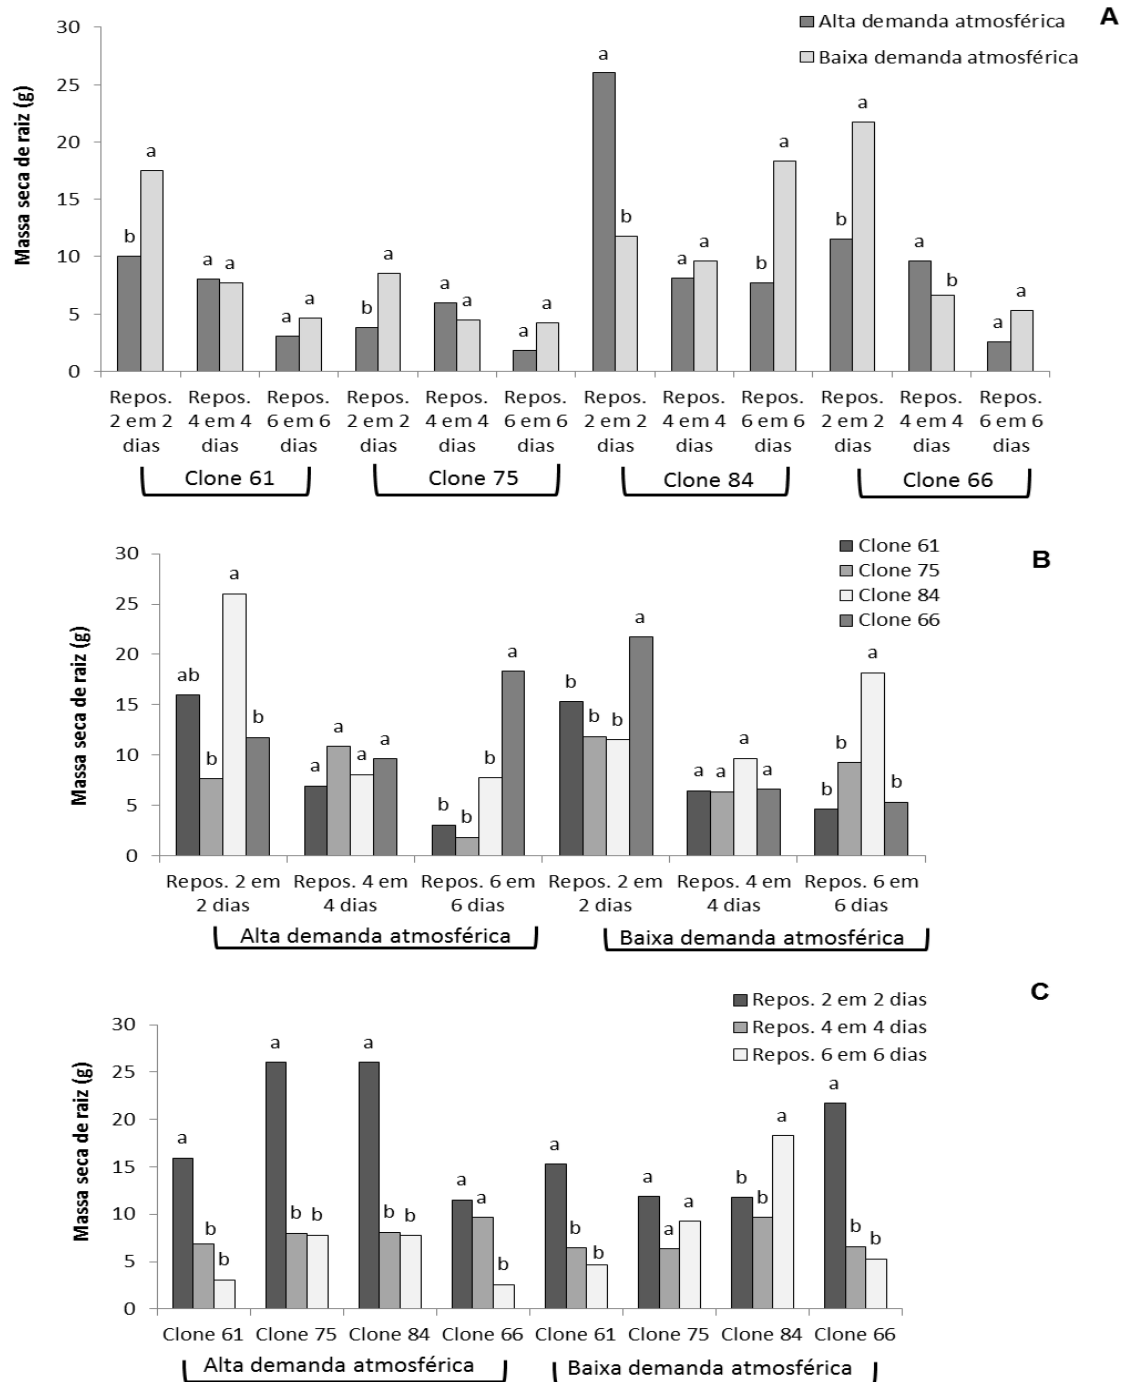 A
Alta demanda atmosférica
Baixa demanda atmosférica
Massa seca de raiz (g)
30
25
20
15
10
5
0
b a a a a a b a a a a a a b a a b a b a a b a a
Repos. 2 em 2 dias
Repos. 4 em 4 dias
Repos. 6 em 6 dias
Repos. 2 em 2 dias
Repos. 4 em 4 dias
Repos. 6 em 6 dias
Repos. 2 em 2 dias
Repos. 4 em 4 dias
Repos. 6 em 6 dias
Repos. 2 em 2 dias
Repos. 4 em 4 dias
Repos. 6 em 6 dias
Clone 61
Clone 75
Clone 84
Clone 66
B
Clone 61
Clone 75
Clone 84
Clone 66
Massa seca de raiz (g)
30
25
20
15
10
5
0
ab b a b a a a a b b b a b b b a a a a a b b a b
Repos. 2 em 2 dias
Repos. 4 em 4 dias
Repos. 6 em 6 dias
Repos. 2 em 2 dias
Repos. 4 em 4 dias
Repos. 6 em 6 dias
Alta demanda atmosférica
Baixa demanda atmosférica
C
Repos. 2 em 2 dias
Repos. 4 em 4 dias
Repos. 6 em 6 dias
Massa seca de raiz (g)
30
25
20
15
10
5
0
a b b a b b a b b a a b a b b a a a b b a a b b
Clone 61
Clone 75
Clone 84
Clone 66
Clone 61
Clone 75
Clone 84
Clone 66
Alta demanda atmosférica
Baixa demanda atmosférica